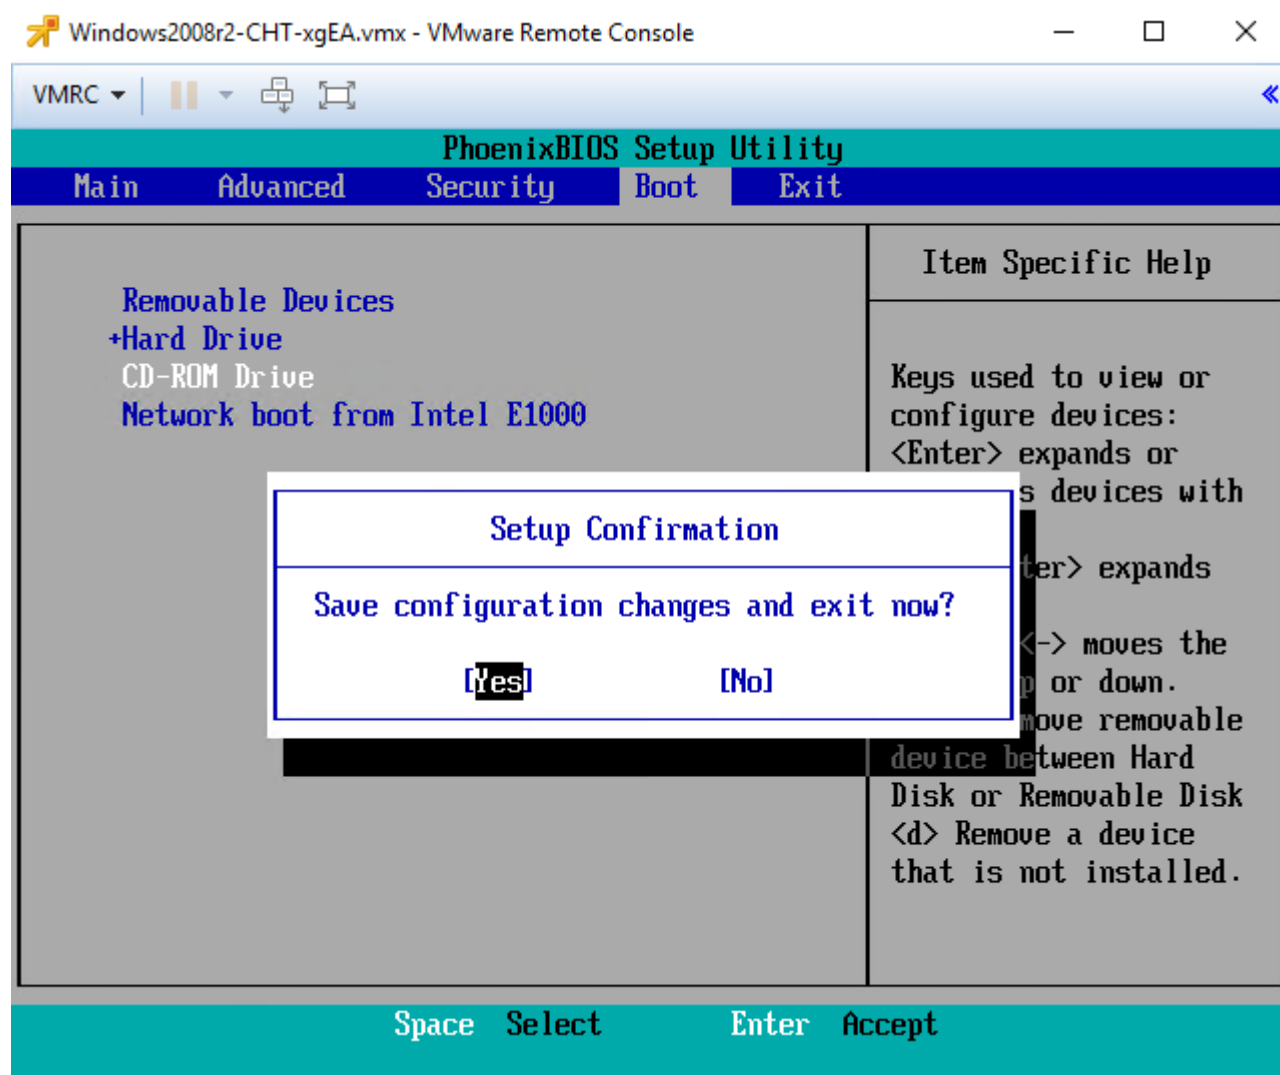 Windows2008r2-CHT-xgEA.vmx - VMware Remote Console
VMRC
PhoenixBIOS Setup Utility
Main Advanced Security Boot Exit
Removable Devices
+Hard Drive
CD-ROM Drive
Network boot from Intel E1000
Setup Confirmation
Save configuration changes and exit now?
[Yes] [No]
Item Specific Help
Keys used to view or
configure devices:
<Enter> expands or
devices with
expands
<-> moves the
or down.
removable
device between Hard
Disk or Removable Disk
<d> Remove a device
that is not installed.
Space Select Enter Accept